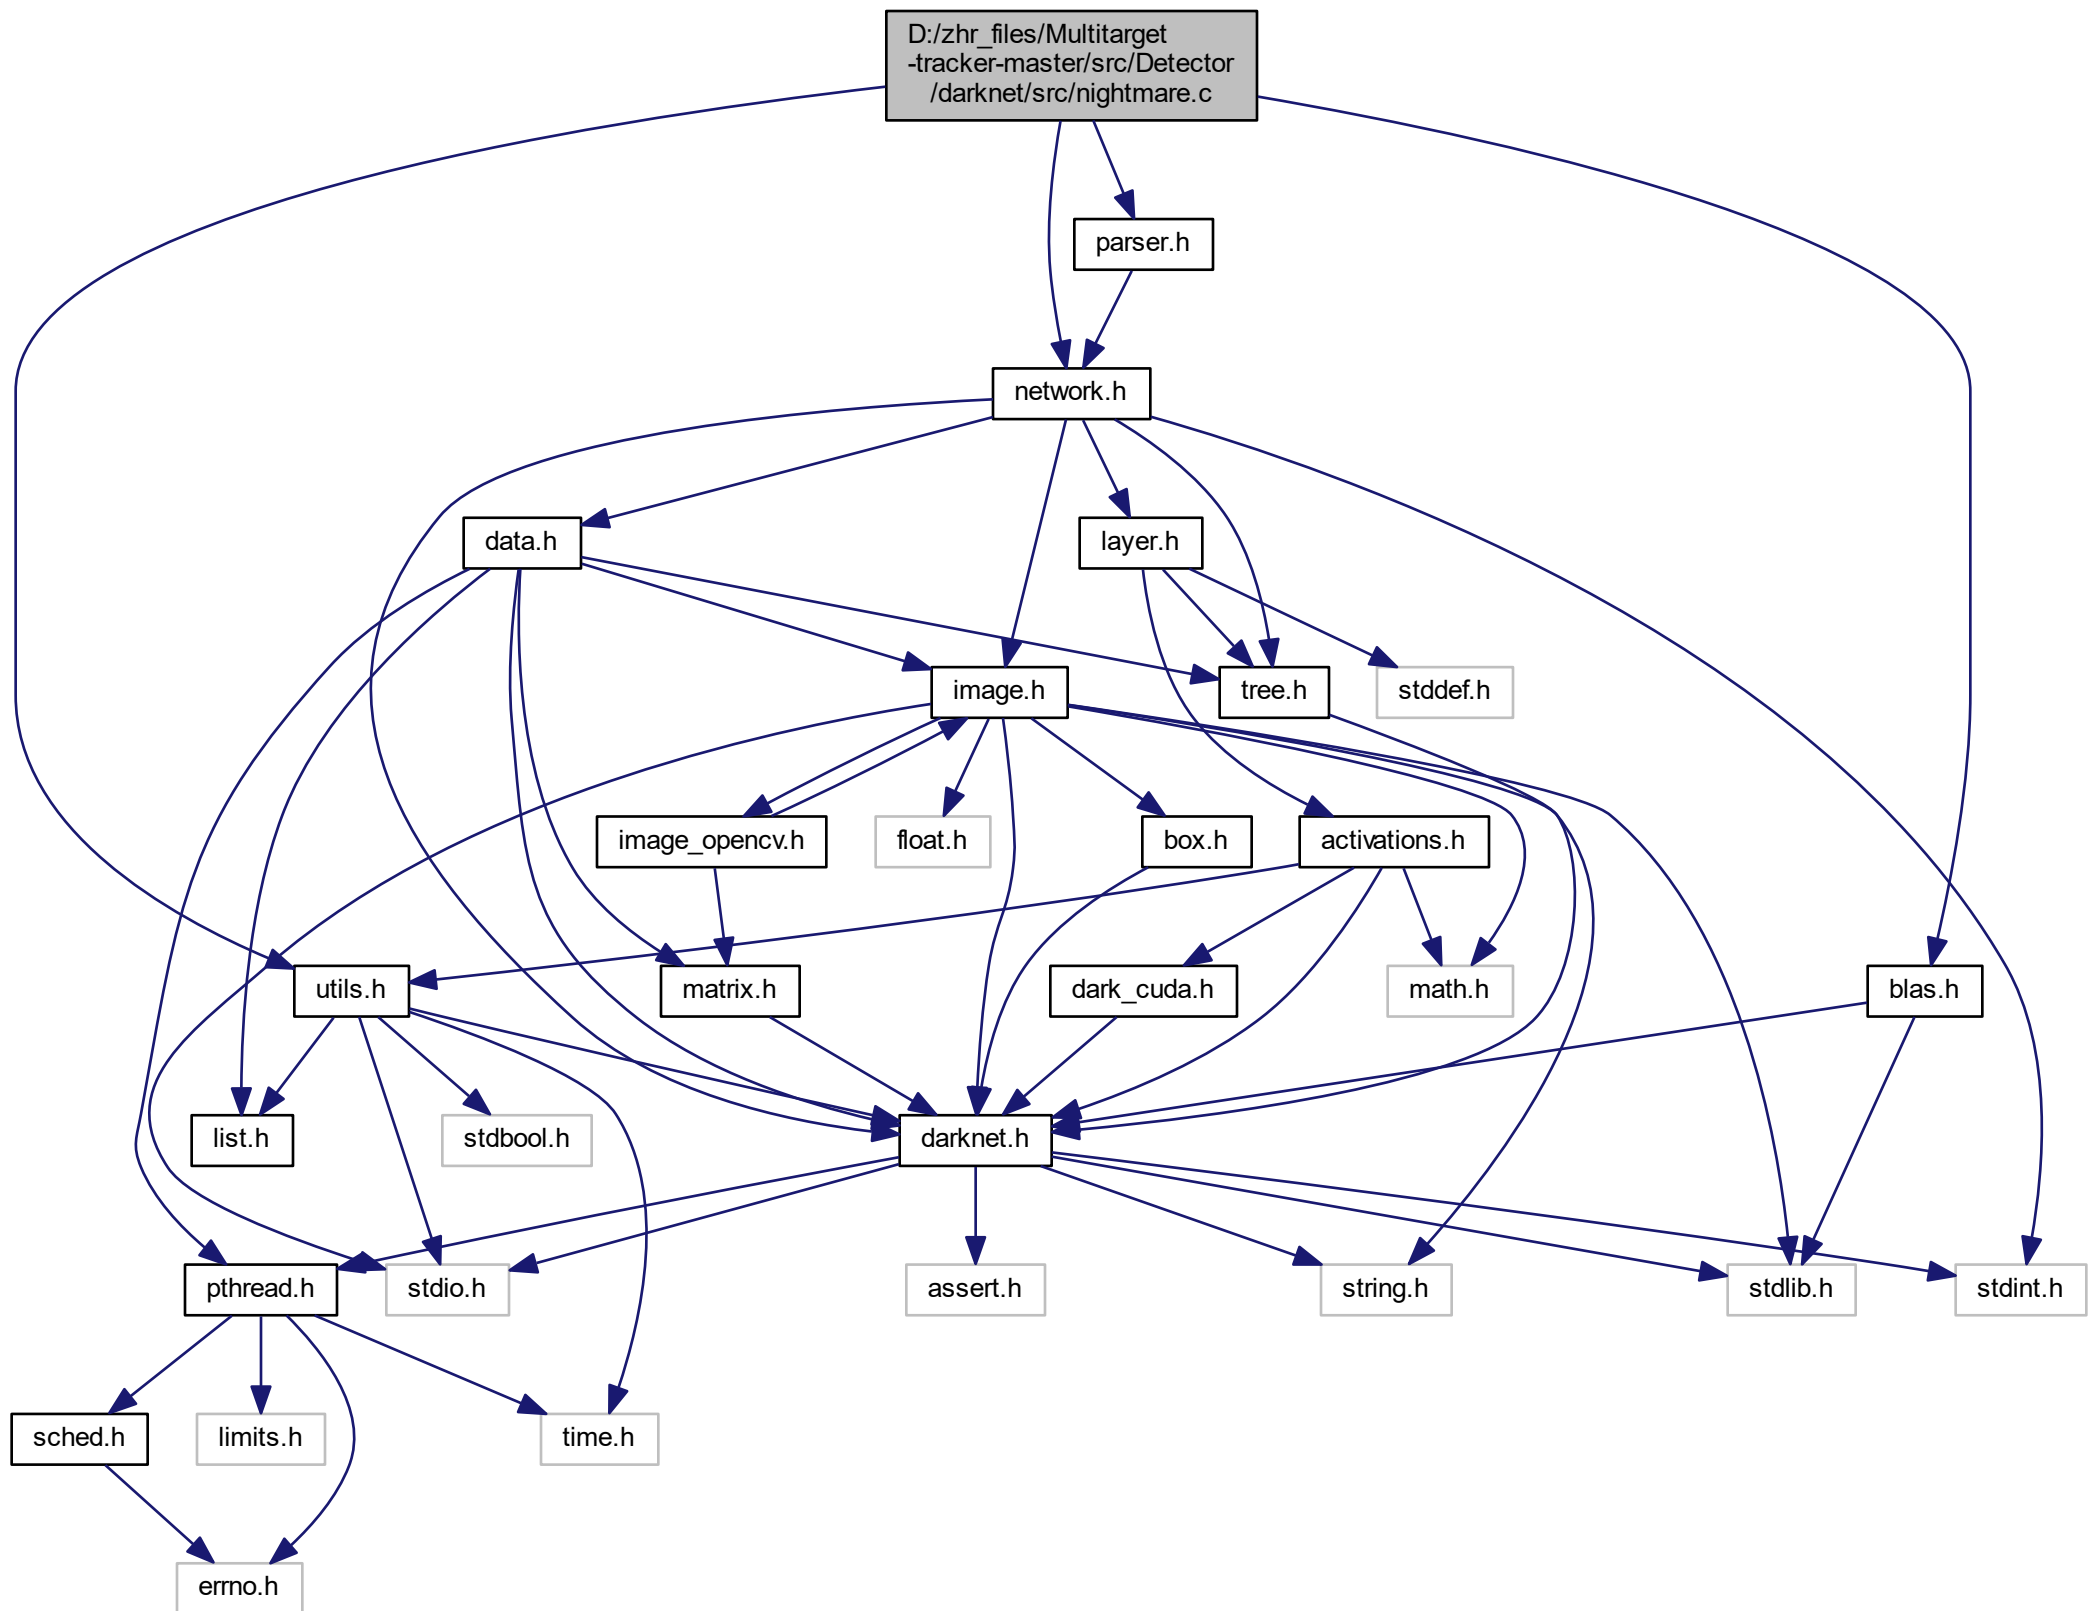 D:/zhr_files/Multitarget
-tracker-master/src/Detector
/darknet/src/nightmare.c
parser.h
network.h
data.h
layer.h
image.h
tree.h
stddef.h
image_opencv.h
float.h
box.h
activations.h
utils.h
matrix.h
dark_cuda.h
math.h
blas.h
list.h
stdbool.h
darknet.h
pthread.h
stdio.h
assert.h
string.h
stdlib.h
stdint.h
sched.h
limits.h
time.h
errno.h